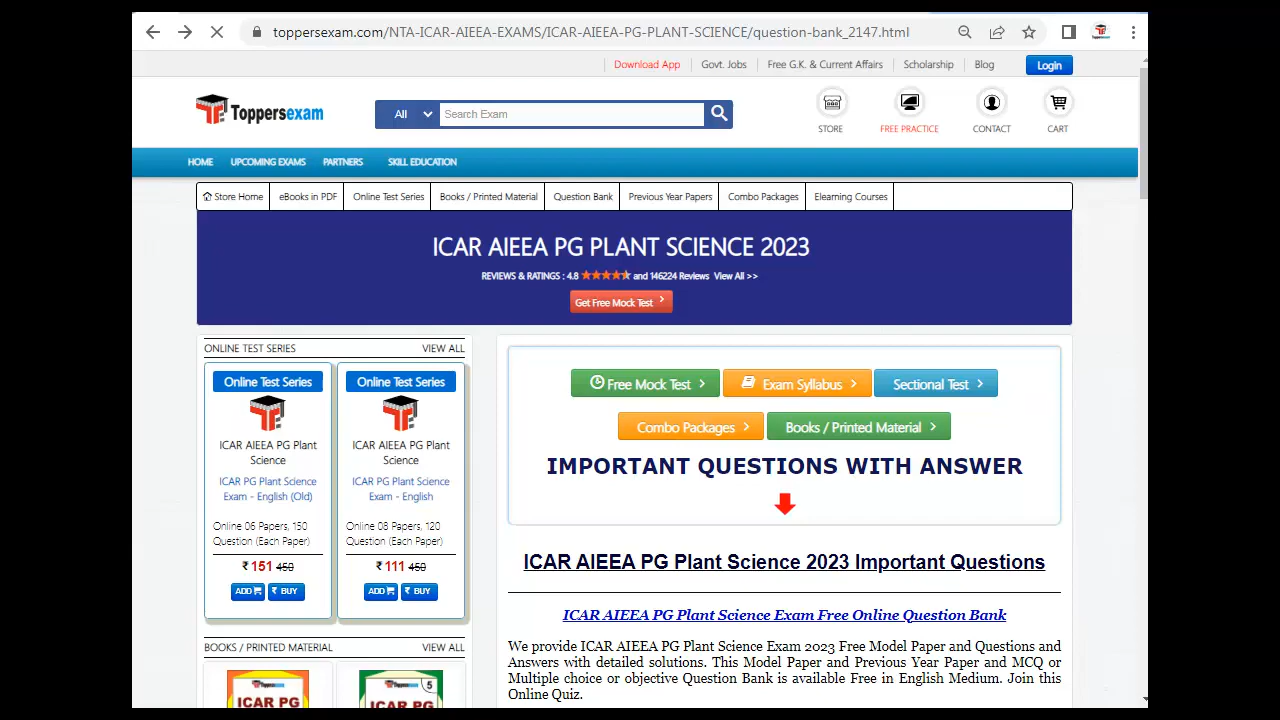 toppersexam.com/NTA-ICAR-AIEEA-EXAMS/ICAR-AIEEA-PG-PLANT-SCIENCE/question-bank_2147.html
Download App Govt. Jobs Free G.K. & Current Affairs Scholarship Blog Login
Toppersexam
All Search Exam
STORE FREE PRACTICE CONTACT CART
HOME UPCOMING EXAMS PARTNERS SKILL EDUCATION
Store Home eBooks in PDF Online Test Series Books / Printed Material Question Bank Previous Year Papers Combo Packages Elearning Courses
ICAR AIEEA PG PLANT SCIENCE 2023
REVIEWS & RATINGS : 4.8 and 146224 Reviews View All >>
Get Free Mock Test
ONLINE TEST SERIES VIEW ALL
Online Test Series
ICAR AIEEA PG Plant
Science
ICAR PG Plant Science
Exam - English (Old)
Online 06 Papers, 150
Question (Each Paper)
₹ 151 450
ADD ₹ BUY
Online Test Series
ICAR AIEEA PG Plant
Science
ICAR PG Plant Science
Exam - English
Online 08 Papers, 120
Question (Each Paper)
₹ 111 450
ADD ₹ BUY
BOOKS / PRINTED MATERIAL VIEW ALL
Toppersexam
ICAR PG
Toppersexam 5
ICAR PG
Free Mock Test Exam Syllabus Sectional Test
Combo Packages Books / Printed Material
IMPORTANT QUESTIONS WITH ANSWER
ICAR AIEEA PG Plant Science 2023 Important Questions
ICAR AIEEA PG Plant Science Exam Free Online Question Bank
We provide ICAR AIEEA PG Plant Science Exam 2023 Free Model Paper and Questions and
Answers with detailed solutions. This Model Paper and Previous Year Paper and MCQ or
Multiple choice or objective Question Bank is available Free in English Medium. Join this
Online Quiz.